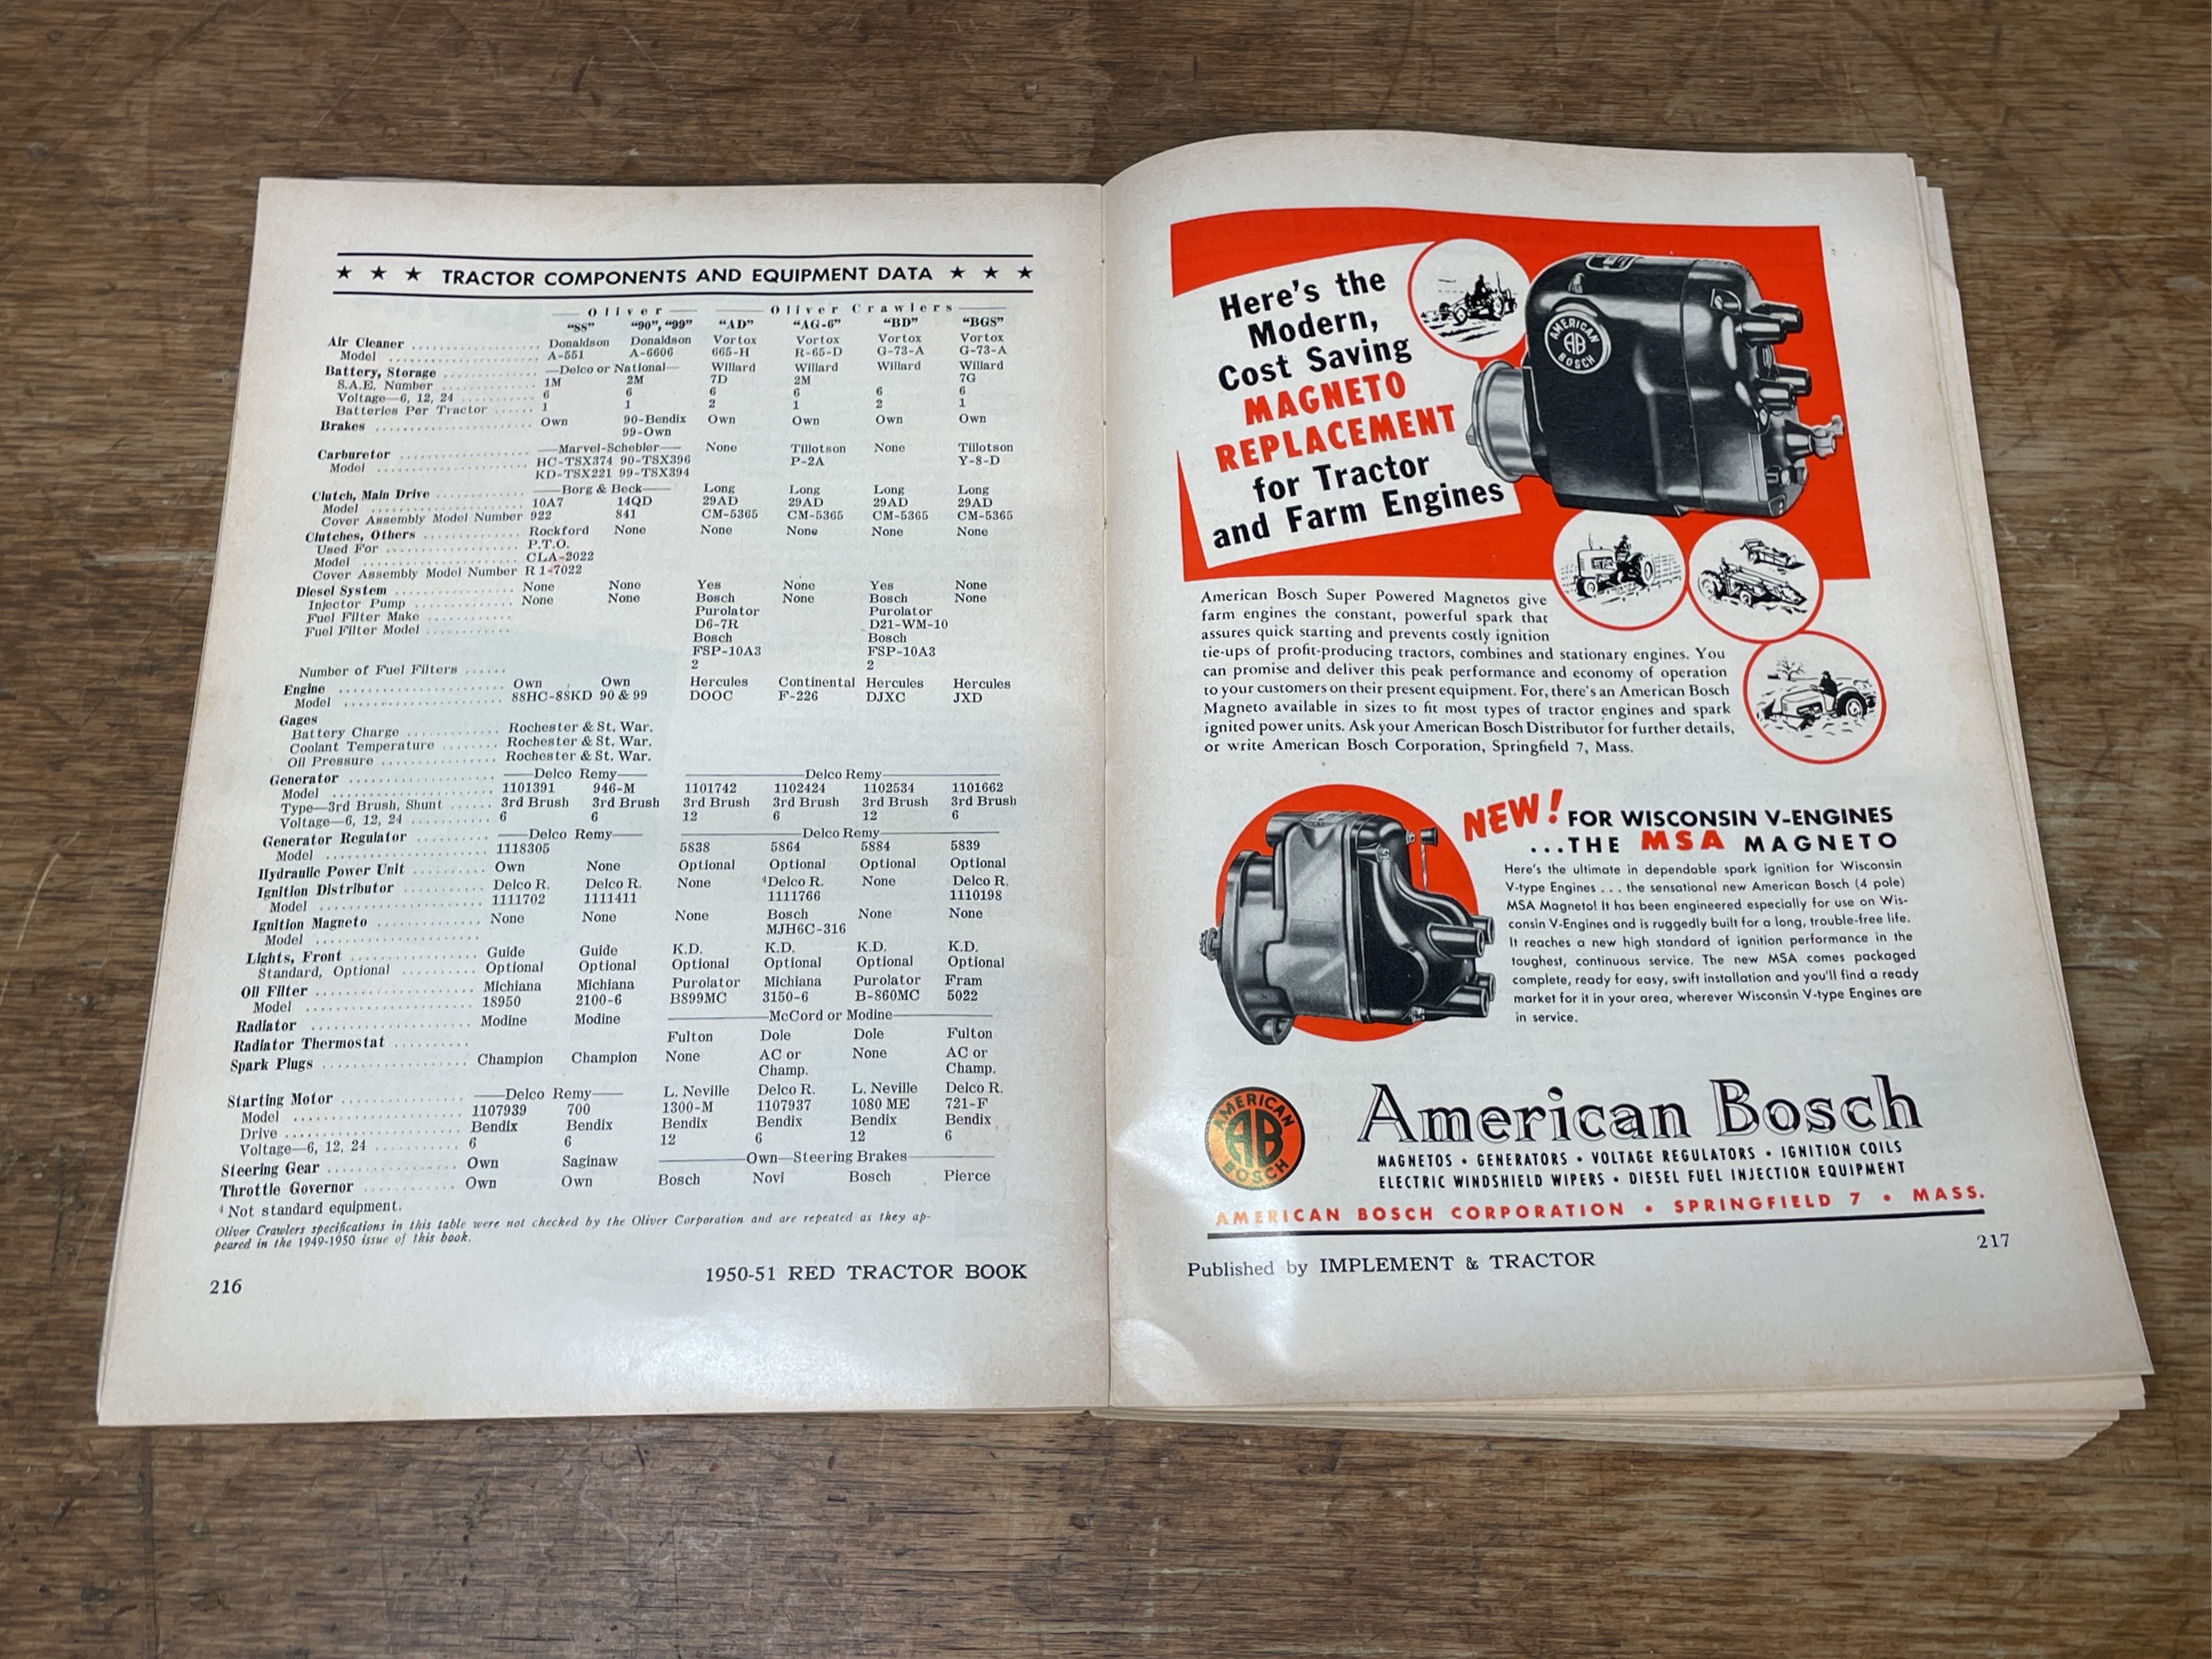 ★ ★ ★ TRACTOR COMPONENTS AND EQUIPMENT DATA ★ ★ ★
Oliver Oliver Crawlers
"88" "90", "99" "AD" "AG-6" "BD" "BGS"
Air Cleaner Donaldson Donaldson Vortox Vortox Vortox Vortox
Model A-551 A-6606 665-H R-65-D G-73-A G-73-A
Battery, Storage —Delco or National— Willard Willard Willard Willard
S.A.E. Number 1M 2M 7D 2M 7G
Voltage—6, 12, 24 6 6 6 6 6 6
Batteries Per Tractor 1 1 2 1 2 1
Brakes Own 90-Bendix Own Own Own Own
99-Own
Carburetor —Marvel-Schebler— None Tillotson None Tillotson
Model HC-TSX374 90-TSX396 P-2A Y-8-D
KD-TSX221 99-TSX394
Clutch, Main Drive —Borg & Beck— Long Long Long Long
Model 10A7 14QD 29AD 29AD 29AD 29AD
Cover Assembly Model Number 922 841 CM-5365 CM-5365 CM-5365 CM-5365
Clutches, Others Rockford None None None None None
Used For P.T.O.
Model CLA-2022
Cover Assembly Model Number R 1-7022
Diesel System None None Yes None Yes None
Injector Pump None None Bosch None Bosch None
Fuel Filter Make Purolator Purolator
Fuel Filter Model D6-7R D21-WM-10
Bosch Bosch
FSP-10A3 FSP-10A3
Number of Fuel Filters 2 2
Engine Own Own Hercules Continental Hercules Hercules
Model 88HC-88KD 90 & 99 DOOC F-226 DJXC JXD
Gages
Battery Charge Rochester & St. War.
Coolant Temperature Rochester & St. War.
Oil Pressure Rochester & St. War.
Generator —Delco Remy— —Delco Remy—
Model 1101391 946-M 1101742 1102424 1102534 1101662
Type—3rd Brush, Shunt 3rd Brush 3rd Brush 3rd Brush 3rd Brush 3rd Brush 3rd Brush
Voltage—6, 12, 24 6 6 12 6 12 6
Generator Regulator —Delco Remy— —Delco Remy—
Model 1118305 5838 5864 5884 5839
Hydraulic Power Unit Own None Optional Optional Optional Optional
Ignition Distributor Delco R. Delco R. None ⁴Delco R. None Delco R.
Model 1111702 1111411 1111766 1110198
Ignition Magneto None None None Bosch None None
Model MJH6C-316
Lights, Front Guide Guide K.D. K.D. K.D. K.D.
Standard, Optional Optional Optional Optional Optional Optional Optional
Oil Filter Michiana Michiana Purolator Michiana Purolator Fram
Model 18950 2100-6 B899MC 3150-6 B-860MC 5022
Radiator Modine Modine —McCord or Modine—
Radiator Thermostat Fulton Dole Dole Fulton
Spark Plugs Champion Champion None AC or None AC or
Champ. Champ.
Starting Motor —Delco Remy— L. Neville Delco R. L. Neville Delco R.
Model 1107939 700 1300-M 1107937 1080 ME 721-F
Drive Bendix Bendix Bendix Bendix Bendix Bendix
Voltage—6, 12, 24 6 6 12 6 12 6
Steering Gear Own Saginaw —Own—Steering Brakes—
Throttle Governor Own Own Bosch Novi Bosch Pierce
⁴ Not standard equipment.
Oliver Crawlers specifications in this table were not checked by the Oliver Corporation and are repeated as they ap-
peared in the 1949-1950 issue of this book.
216 1950-51 RED TRACTOR BOOK
Here's the
Modern,
Cost Saving
MAGNETO
REPLACEMENT
for Tractor
and Farm Engines
AMERICAN
AB
BOSCH
American Bosch Super Powered Magnetos give
farm engines the constant, powerful spark that
assures quick starting and prevents costly ignition
tie-ups of profit-producing tractors, combines and stationary engines. You
can promise and deliver this peak performance and economy of operation
to your customers on their present equipment. For, there's an American Bosch
Magneto available in sizes to fit most types of tractor engines and spark
ignited power units. Ask your American Bosch Distributor for further details,
or write American Bosch Corporation, Springfield 7, Mass.
NEW! FOR WISCONSIN V-ENGINES
...THE MSA MAGNETO
Here's the ultimate in dependable spark ignition for Wisconsin
V-type Engines . . . the sensational new American Bosch (4 pole)
MSA Magneto! It has been engineered especially for use on Wis-
consin V-Engines and is ruggedly built for a long, trouble-free life.
It reaches a new high standard of ignition performance in the
toughest, continuous service. The new MSA comes packaged
complete, ready for easy, swift installation and you'll find a ready
market for it in your area, wherever Wisconsin V-type Engines are
in service.
AMERICAN
AB
BOSCH
American Bosch
MAGNETOS • GENERATORS • VOLTAGE REGULATORS • IGNITION COILS
ELECTRIC WINDSHIELD WIPERS • DIESEL FUEL INJECTION EQUIPMENT
AMERICAN BOSCH CORPORATION • SPRINGFIELD 7 • MASS.
Published by IMPLEMENT & TRACTOR 217